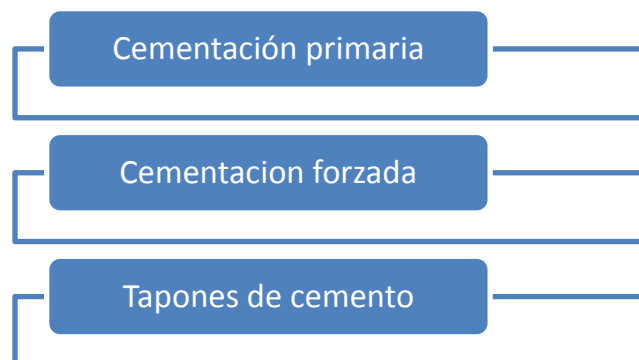 Cementación primaria
Cementacion forzada
Tapones de cemento